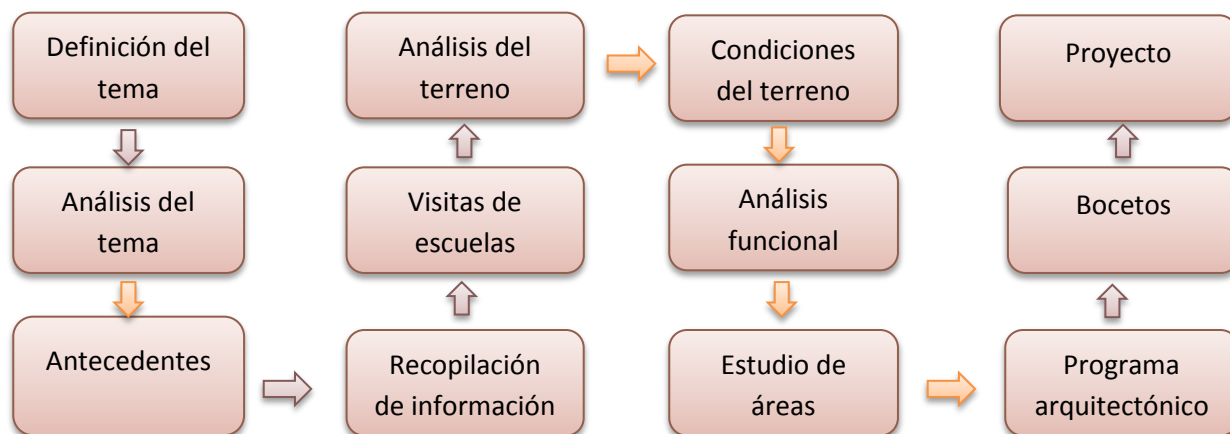 Definición del
tema
Análisis del
tema
Antecedentes
Recopilación
de información
Visitas de
escuelas
Análisis del
terreno
Condiciones
del terreno
Análisis
funcional
Estudio de
áreas
Programa
arquitectónico
Bocetos
Proyecto